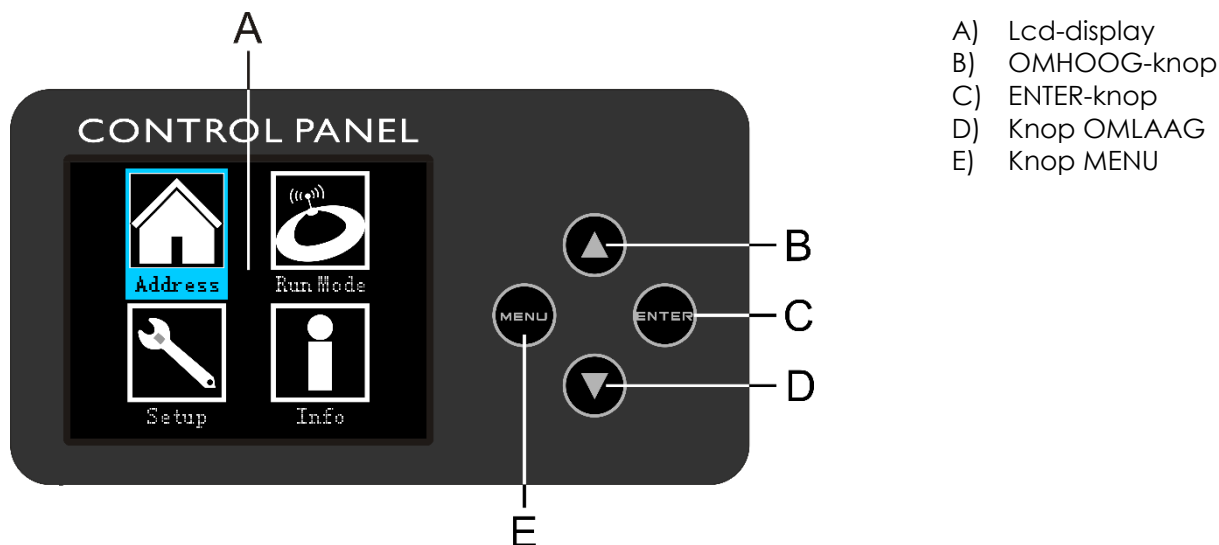 A
CONTROL PANEL
Address
Run Mode
Setup
Info
MENU
ENTER
B
C
D
E
A) Lcd-display
B) OMHOOG-knop
C) ENTER-knop
D) Knop OMLAAG
E) Knop MENU